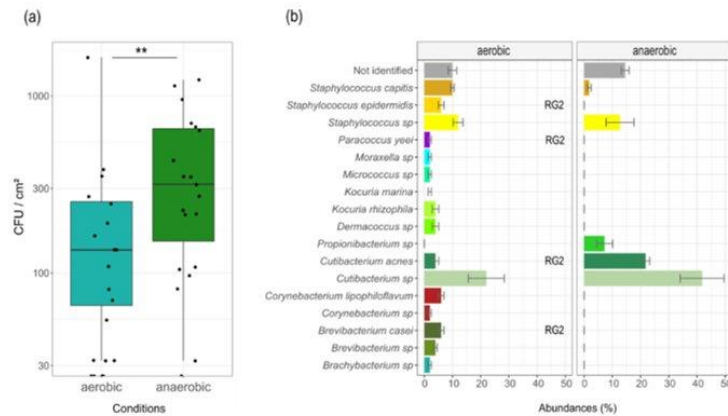 (a)
**
1000
300
100
30
CFU / cm²
aerobic
anaerobic
Conditions
(b)
aerobic
anaerobic
Not identified
Staphylococcus capitis
Staphylococcus epidermidis
RG2
Staphylococcus sp
Paracoccus yeei
RG2
Moraxella sp
Micrococcus sp
Kocuria marina
Kocuria rhizophila
Dermacoccus sp
Propionibacterium sp
Cutibacterium acnes
RG2
Cutibacterium sp
Corynebacterium lipophiloflavum
Corynebacterium sp
Brevibacterium casei
RG2
Brevibacterium sp
Brachybacterium sp
0 10 20 30 40 50
0 10 20 30 40 50
Abundances (%)